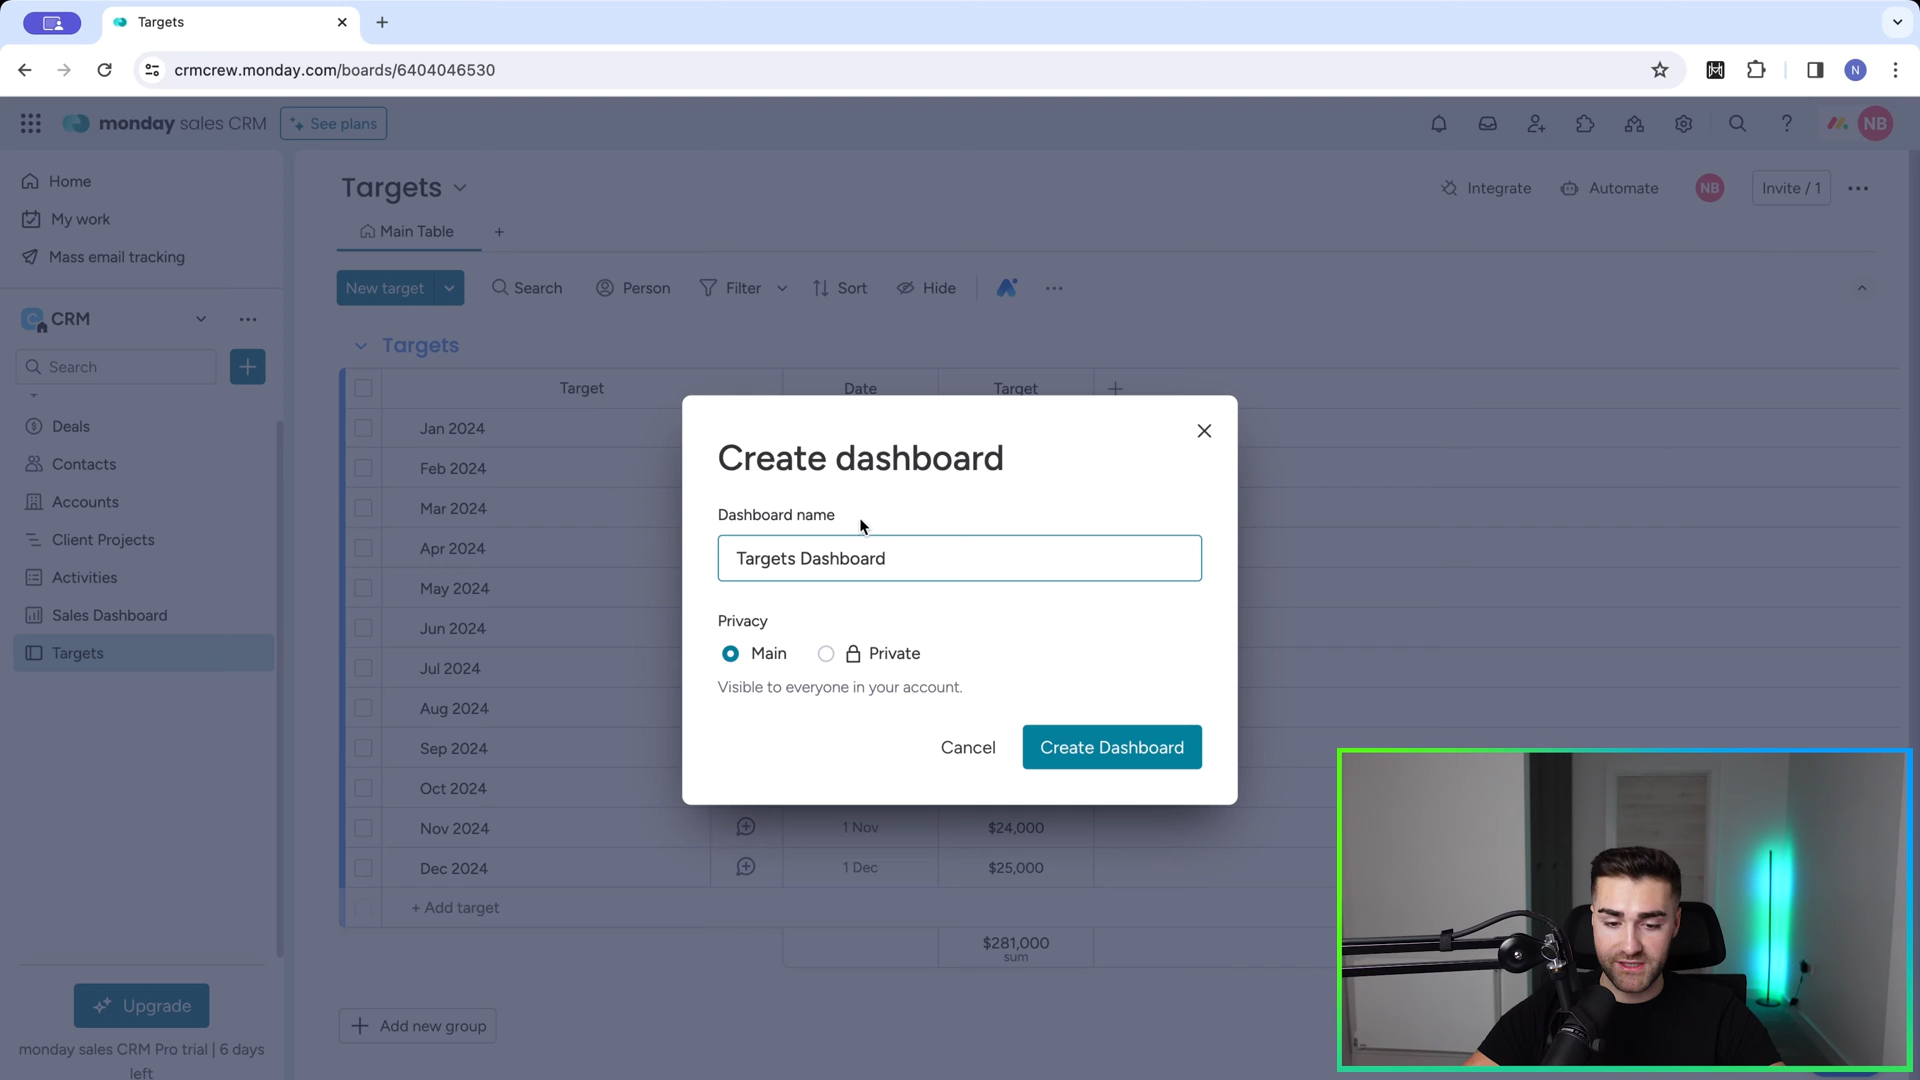 Targets
crmcrew.monday.com/boards/6404046530
N
monday sales CRM
See plans
NB
Home
My work
Mass email tracking
CRM
Search
Deals
Contacts
Accounts
Client Projects
Activities
Sales Dashboard
Targets
Upgrade
monday sales CRM Pro trial | 6 days
left
Targets
Integrate
Automate
NB
Invite / 1
Main Table
New target
Search
Person
Filter
Sort
Hide
Targets
Target Date Target
Jan 2024
Feb 2024
Mar 2024
Apr 2024
May 2024
Jun 2024
Jul 2024
Aug 2024
Sep 2024
Oct 2024
Nov 2024 1 Nov $24,000
Dec 2024 1 Dec $25,000
+ Add target
$281,000
sum
Add new group
Create dashboard
Dashboard name
Targets Dashboard
Privacy
Main Private
Visible to everyone in your account.
Cancel Create Dashboard